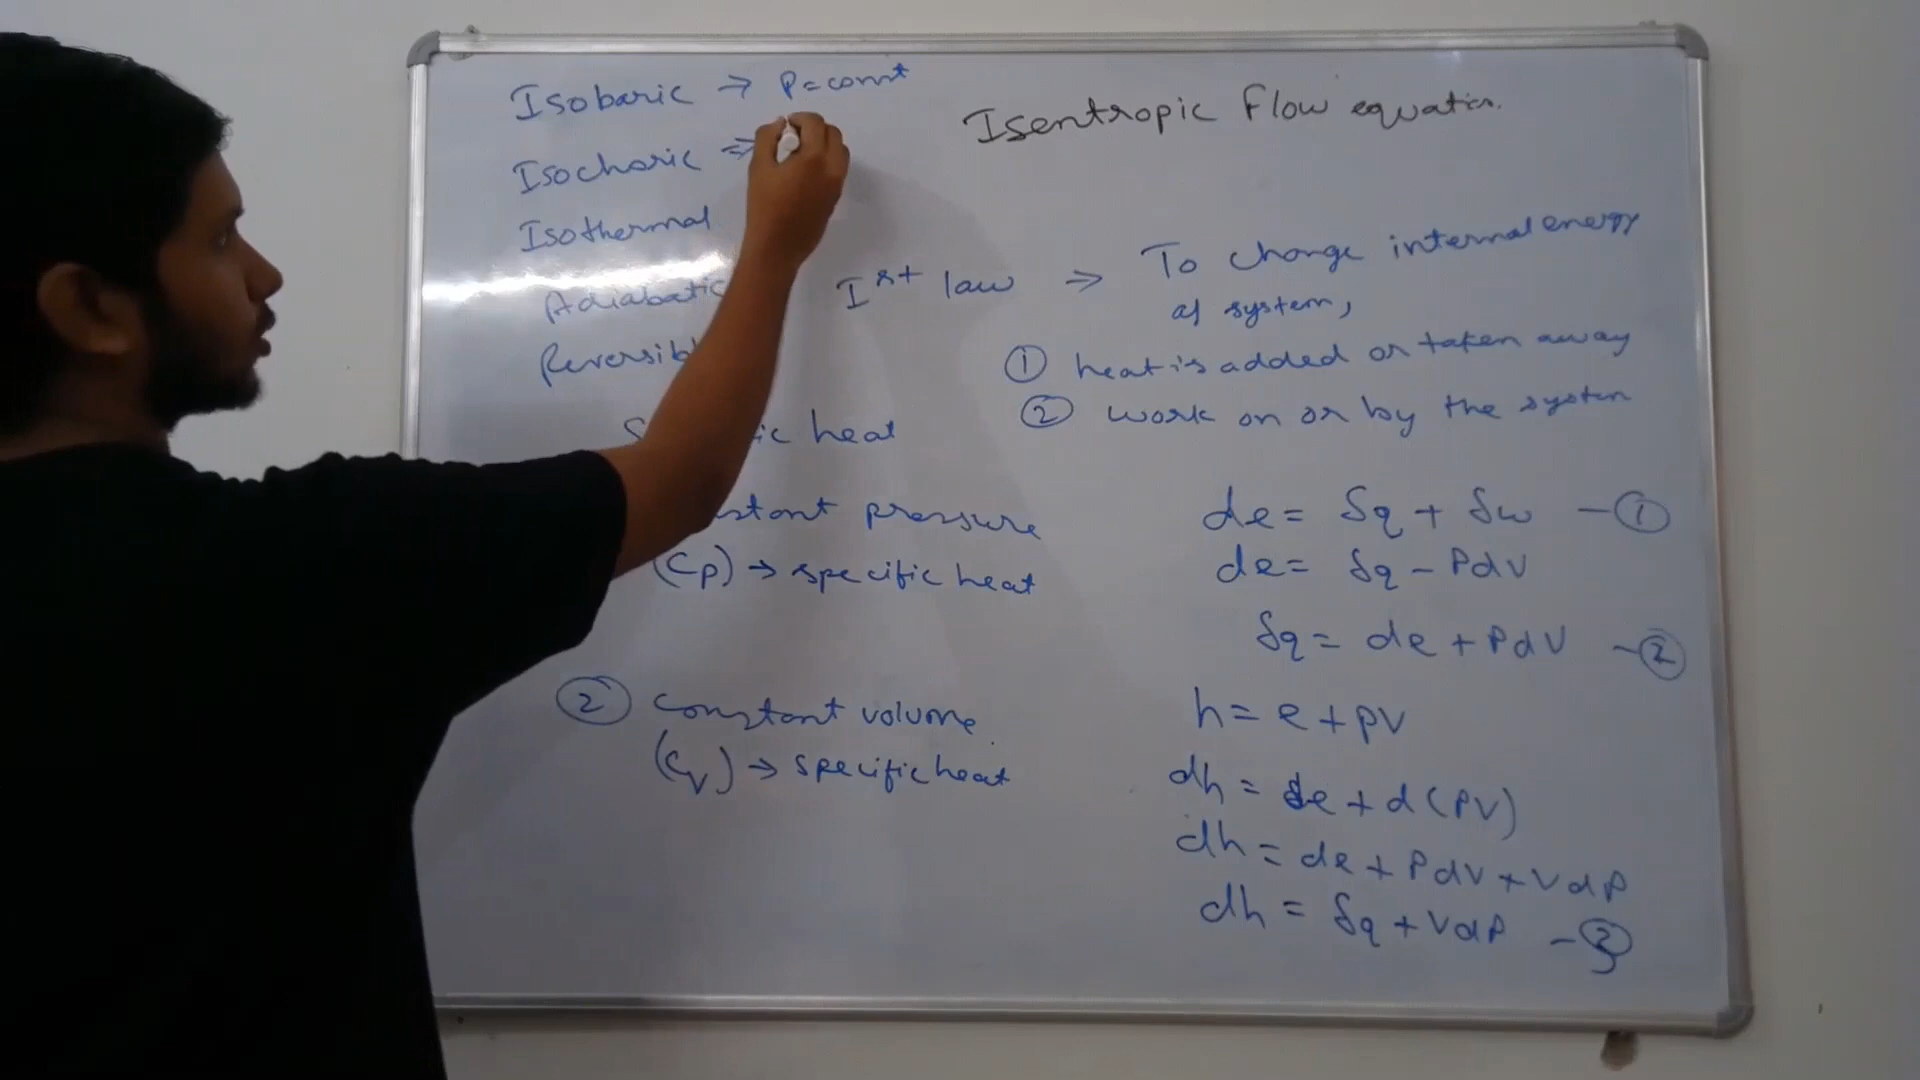 Isobaric → P = const
Isochoric ⇒
Isothermal
Adiabatic
Isentropic Flow equation.
Ist law ⇒ To change internal energy
of system,
① heat is added or taken away
② work on or by the system
heat
pressure
(Cp) → specific heat
② constant volume
(Cv) → specific heat
de = δq + δw - ①
de = δq - PdV
δq = de + PdV - ②
h = e + PV
dh = de + d(PV)
dh = de + PdV + VdP
dh = δq + VdP - ③